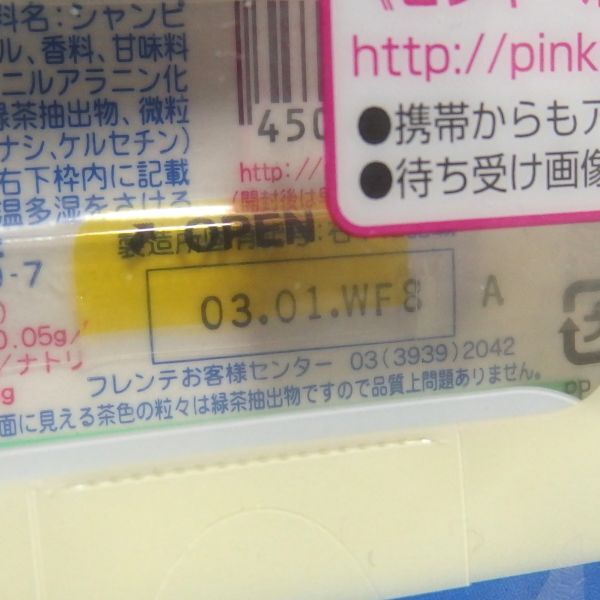 料名:シャンピ
ル、香料、甘味料
ニルアラニン化
緑茶抽出物、微粒
ナシ、ケルセチン)
右下枠内に記載
温多湿をさける
-7
0.05g/
/ナトリ
g
450
http://
(開封後は
http://pink
●携帯からもア
●待ち受け画像
OPEN
03.01.WF8 A
フレンテお客様センター 03(3939)2042
面に見える茶色の粒々は緑茶抽出物ですので品質上問題ありません。